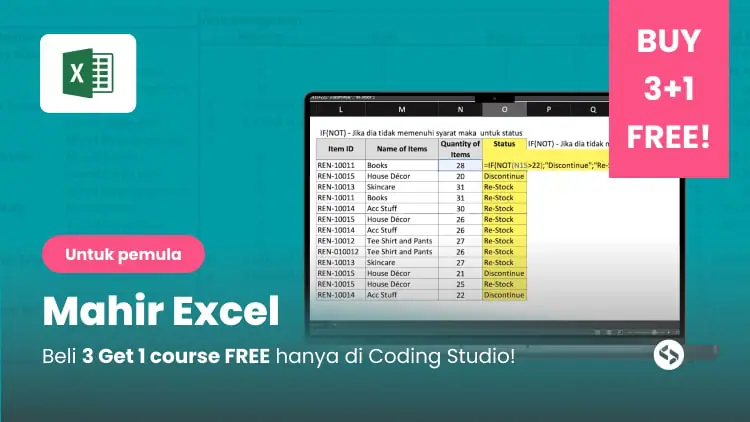 BUY
3+1
FREE!
X
L M N O P Q
IF(NOT) - Jika dia tidak memenuhi syarat maka untuk status
IF(NOT) - Jika dia tidak
Item ID Name of Items Quantity of Items Status
REN-10011 Books 28 =IF(NOT(N15>22);"Discontinue";"Re-S
REN-10015 House Décor 20 Discontinue
REN-10013 Skincare 31 Re-Stock
REN-10011 Books 31 Re-Stock
REN-10014 Acc Stuff 30 Re-Stock
REN-10015 House Décor 26 Re-Stock
REN-10014 Acc Stuff 26 Re-Stock
REN-10012 Tee Shirt and Pants 27 Re-Stock
REN-010012 Tee Shirt and Pants 26 Re-Stock
REN-10013 Skincare 27 Re-Stock
REN-10015 House Décor 21 Discontinue
REN-10015 House Décor 25 Re-Stock
REN-10014 Acc Stuff 22 Discontinue
Untuk pemula
Mahir Excel
Beli 3 Get 1 course FREE hanya di Coding Studio!